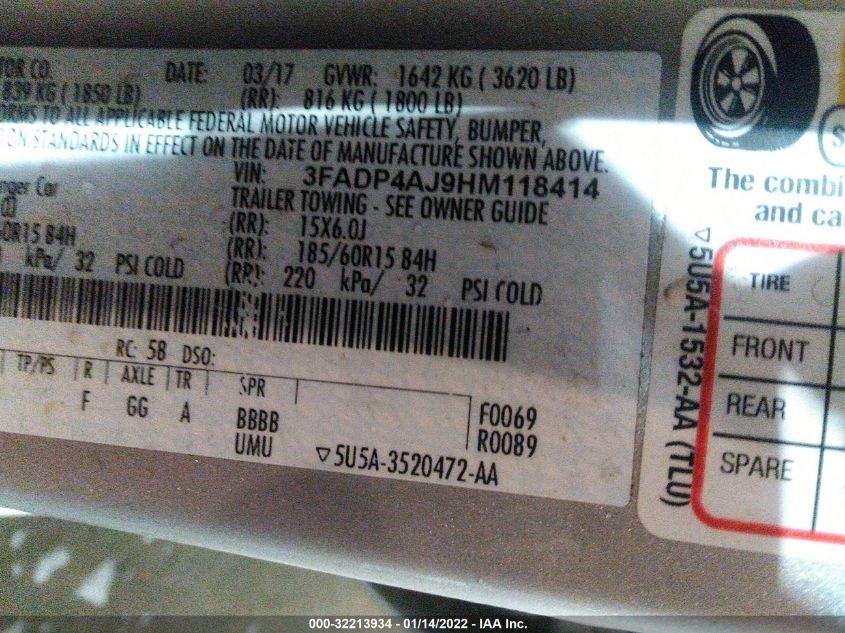 TOR CO. DATE: 03/17 GVWR: 1642 KG ( 3620 LB)
839 KG ( 1850 LB) (RR): 816 KG ( 1800 LB)
ORMS TO ALL APPLICABLE FEDERAL MOTOR VEHICLE SAFETY, BUMPER,
ION STANDARDS IN EFFECT ON THE DATE OF MANUFACTURE SHOWN ABOVE.
VIN: 3FADP4AJ9HM118414
nger Car TRAILER TOWING - SEE OWNER GUIDE
(RR): 15X6.0J
0R15 84H (RR): 185/60R15 84H
kPa/ 32 PSI COLD (RR): 220 kPa/ 32 PSI COLD
RC: 58 DSO:
TP/PS R AXLE TR SPR
F GG A BBBB F0069
UMU R0089
▽5U5A-3520472-AA
The combi
and ca
▽5U5A-1532-AA (TL0)
TIRE
FRONT
REAR
SPARE
000-32213934 - 01/14/2022 - IAA Inc.